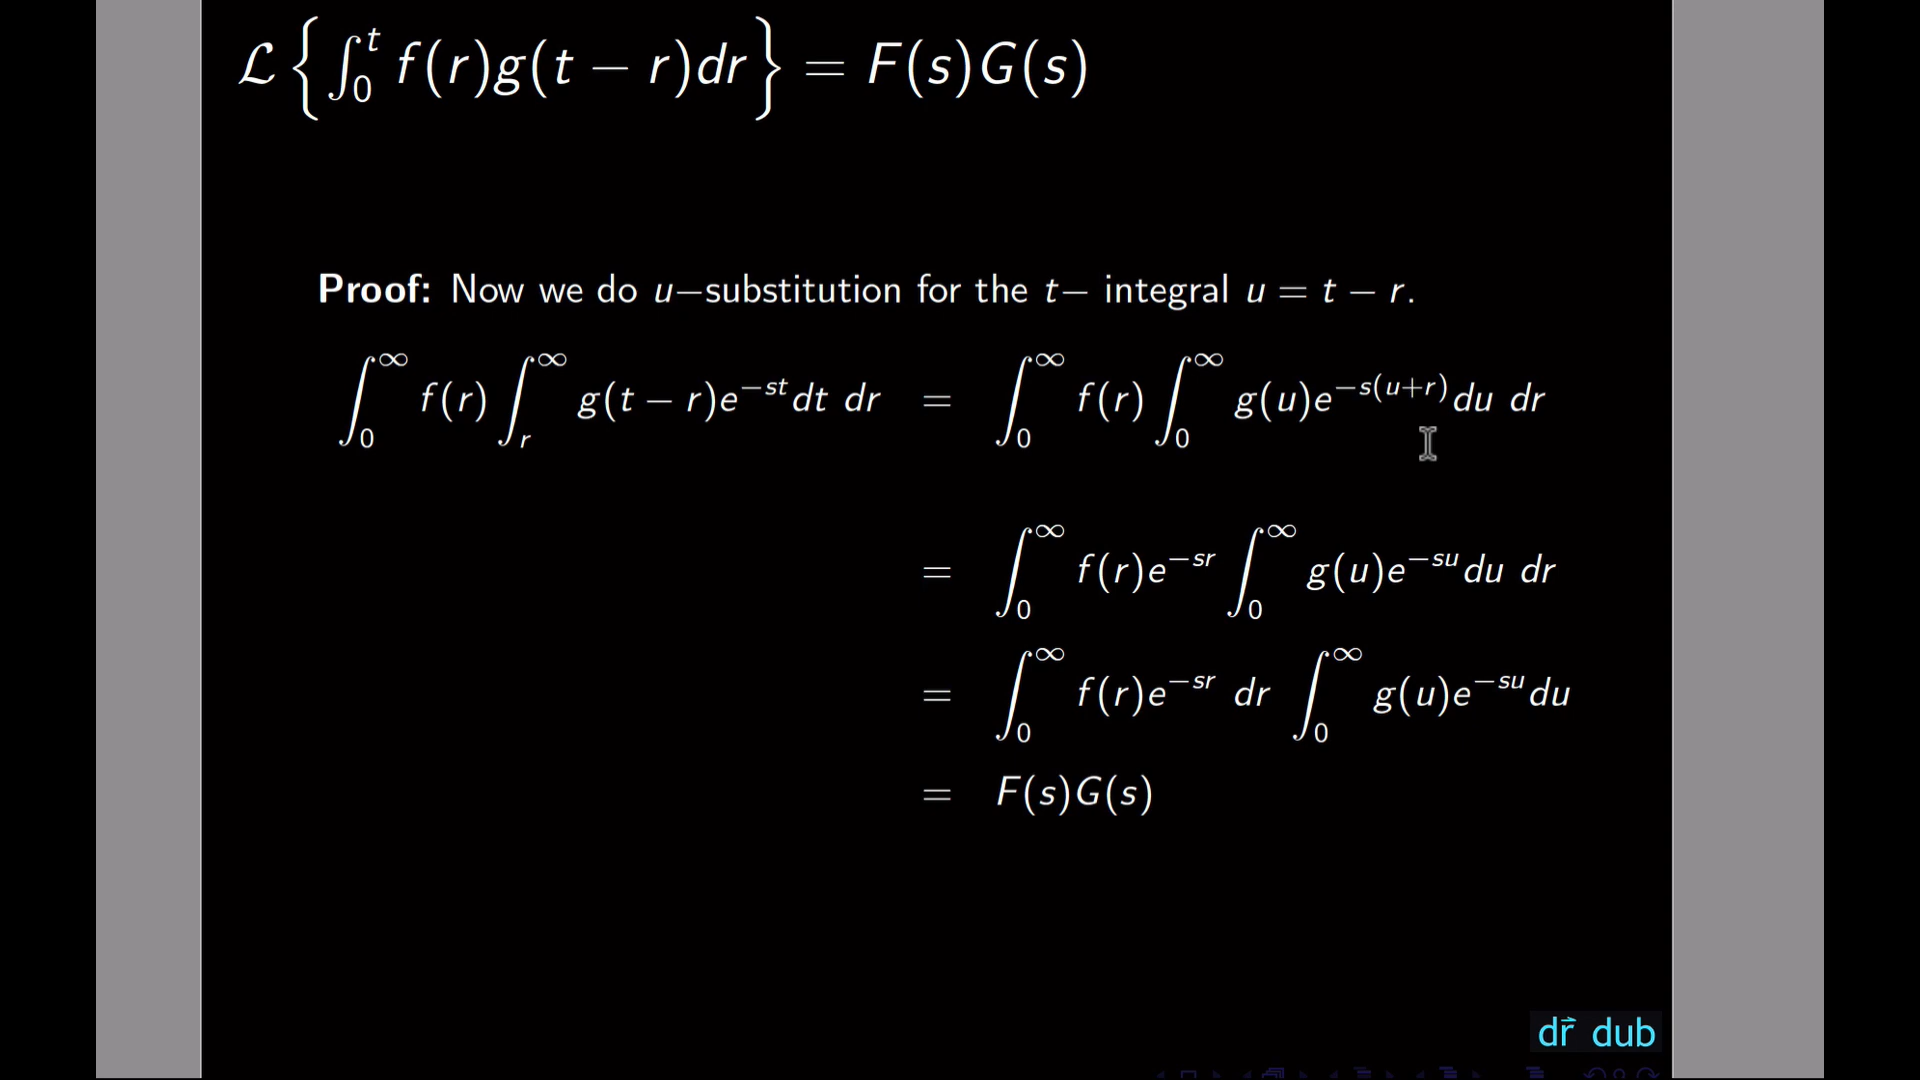 ℒ{∫₀ᵗ f(r)g(t − r)dr} = F(s)G(s)
Proof: Now we do u−substitution for the t− integral u = t − r.
∫₀^∞ f(r) ∫ᵣ^∞ g(t − r)e^{−st}dt dr = ∫₀^∞ f(r) ∫₀^∞ g(u)e^{−s(u+r)}du dr
= ∫₀^∞ f(r)e^{−sr} ∫₀^∞ g(u)e^{−su}du dr
= ∫₀^∞ f(r)e^{−sr} dr ∫₀^∞ g(u)e^{−su}du
= F(s)G(s)
dr⃗ dub